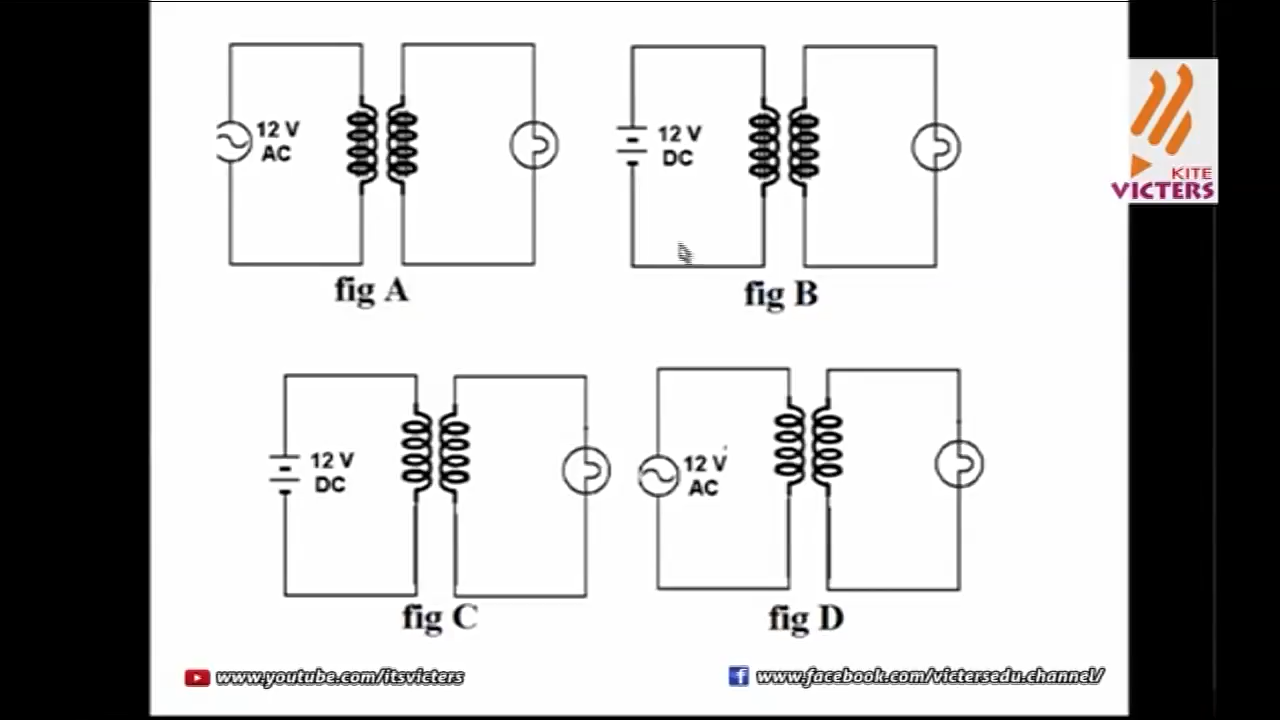 12 V
AC
fig A
12 V
DC
fig B
KITE
VICTERS
12 V
DC
fig C
12 V
AC
fig D
www.youtube.com/itsvicters
www.facebook.com/victersedu.channel/